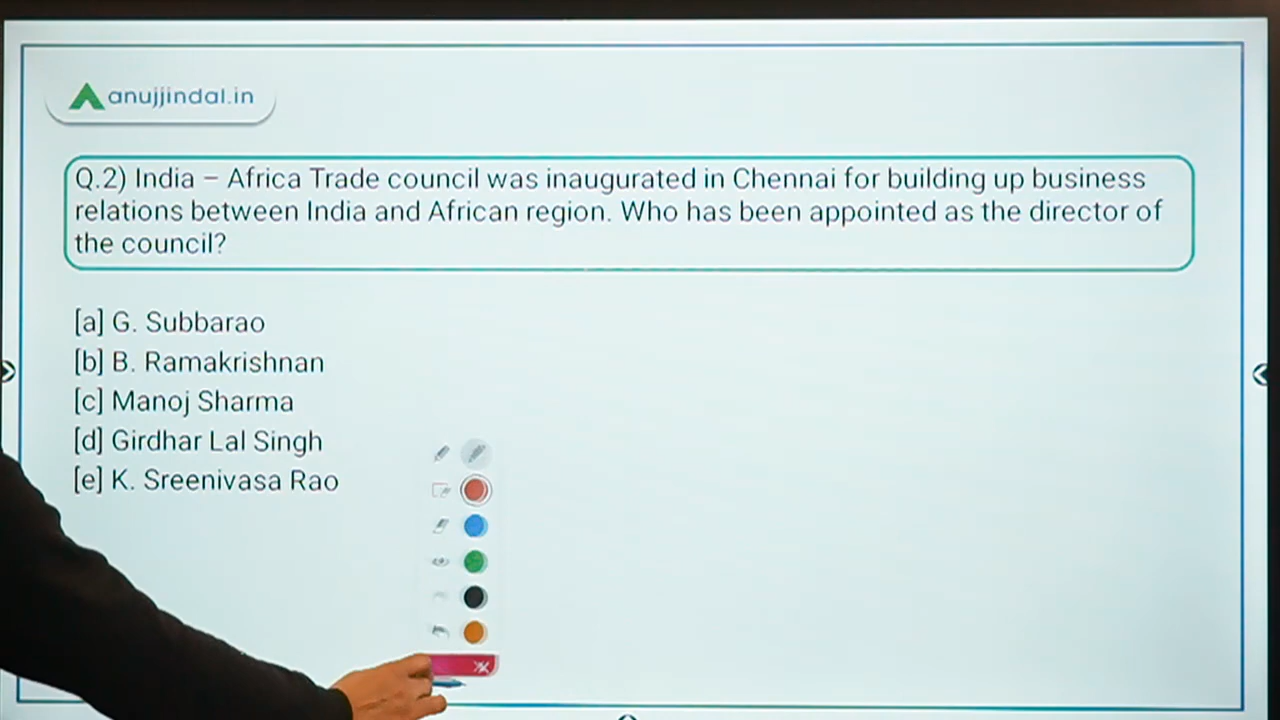 anujjindal.in
Q.2) India – Africa Trade council was inaugurated in Chennai for building up business
relations between India and African region. Who has been appointed as the director of
the council?
[a] G. Subbarao
[b] B. Ramakrishnan
[c] Manoj Sharma
[d] Girdhar Lal Singh
[e] K. Sreenivasa Rao